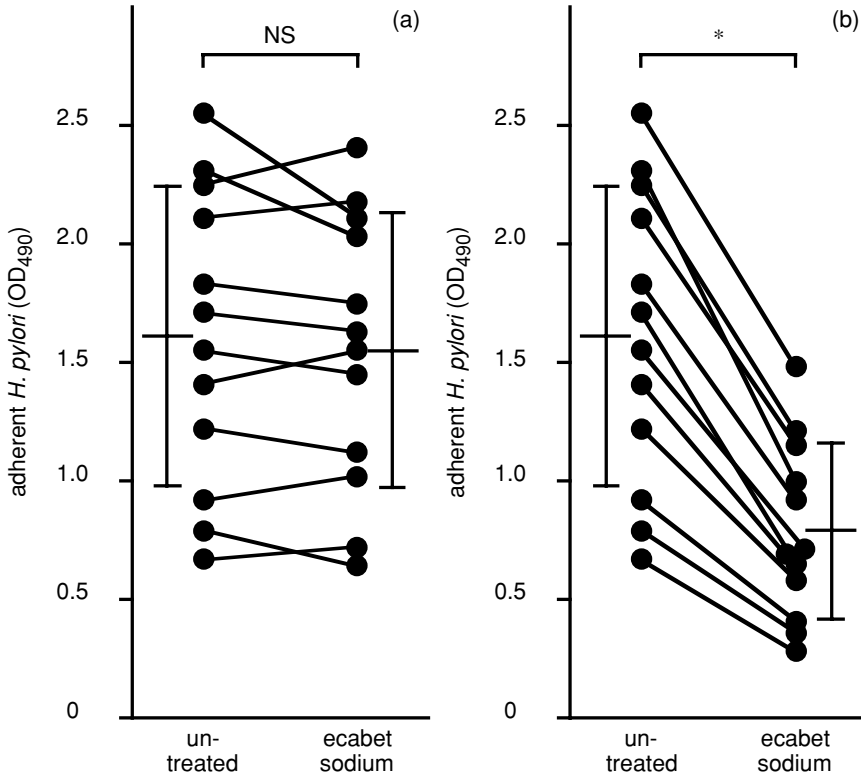 (a)
NS
2.5
2.0
1.5
1.0
0.5
0
adherent H. pylori (OD490)
un-
treated
ecabet
sodium
(b)
*
2.5
2.0
1.5
1.0
0.5
0
adherent H. pylori (OD490)
un-
treated
ecabet
sodium